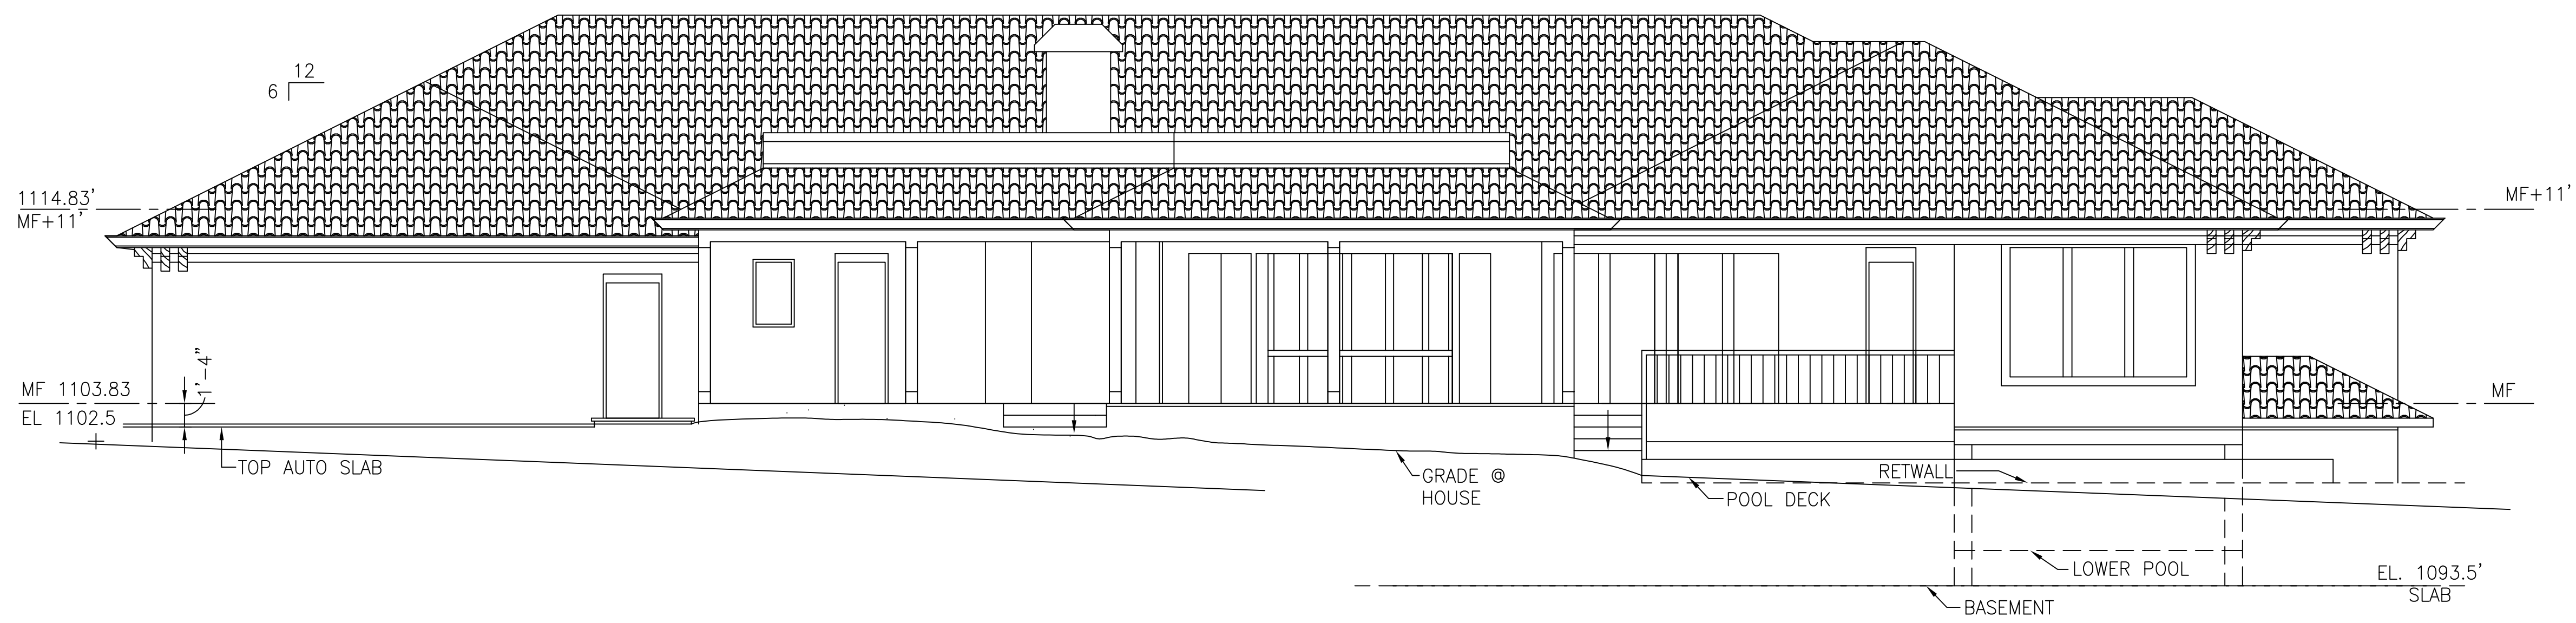 12
6
1114.83'
MF+11'
MF+11'
1'-4"
MF 1103.83
EL 1102.5
MF
TOP AUTO SLAB
GRADE @
HOUSE
RETWALL
POOL DECK
LOWER POOL
EL. 1093.5'
SLAB
BASEMENT